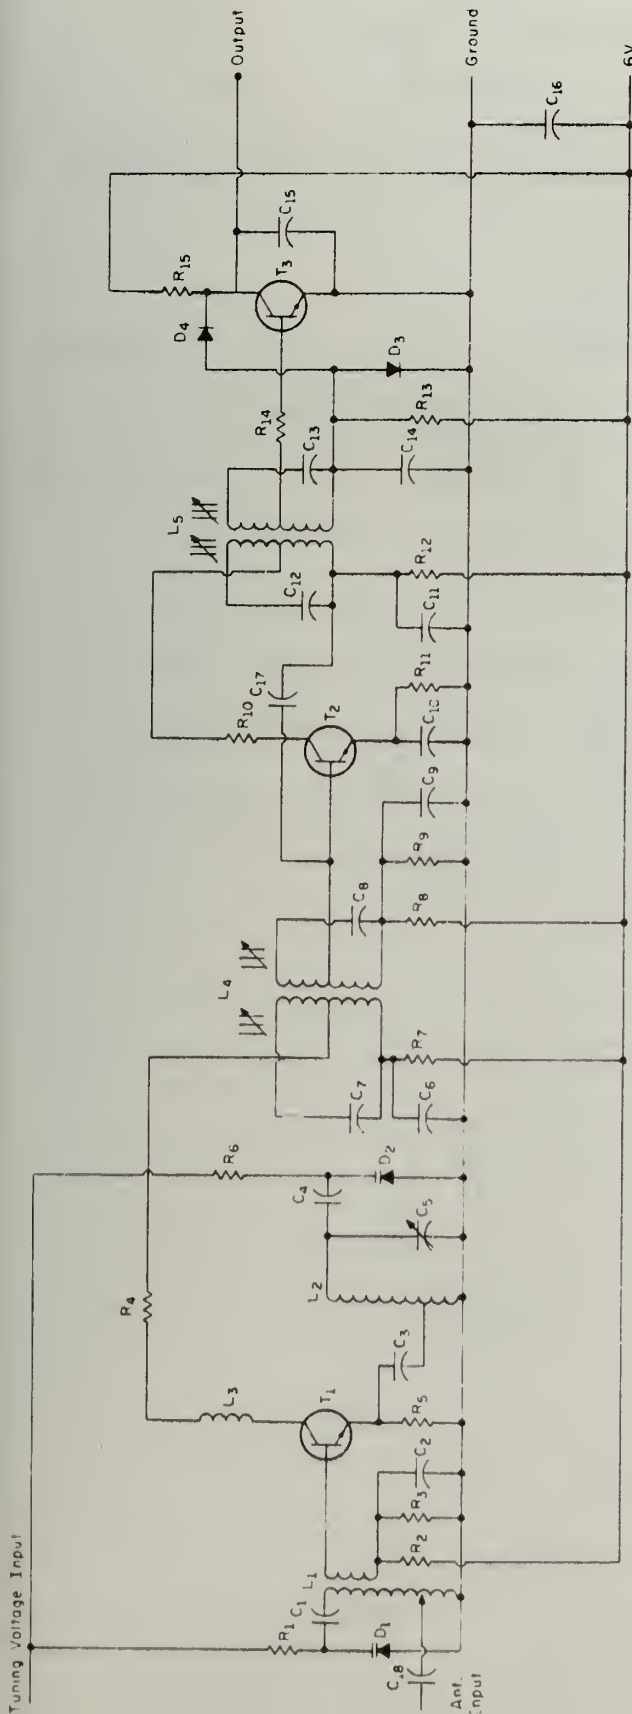 Tuning Voltage Input
Output
Ground
6V
Ant.
Input
R1
C1
L1
D1
C18
R2
R3
C2
R5
T1
L3
R4
C3
L2
C4
C5
R6
D2
C7
C6
R7
L4
C8
R8
R9
C9
T2
R10
C17
C10
R11
C11
R12
C12
L5
C13
R14
C14
R13
D3
D4
R15
T3
C15
C16